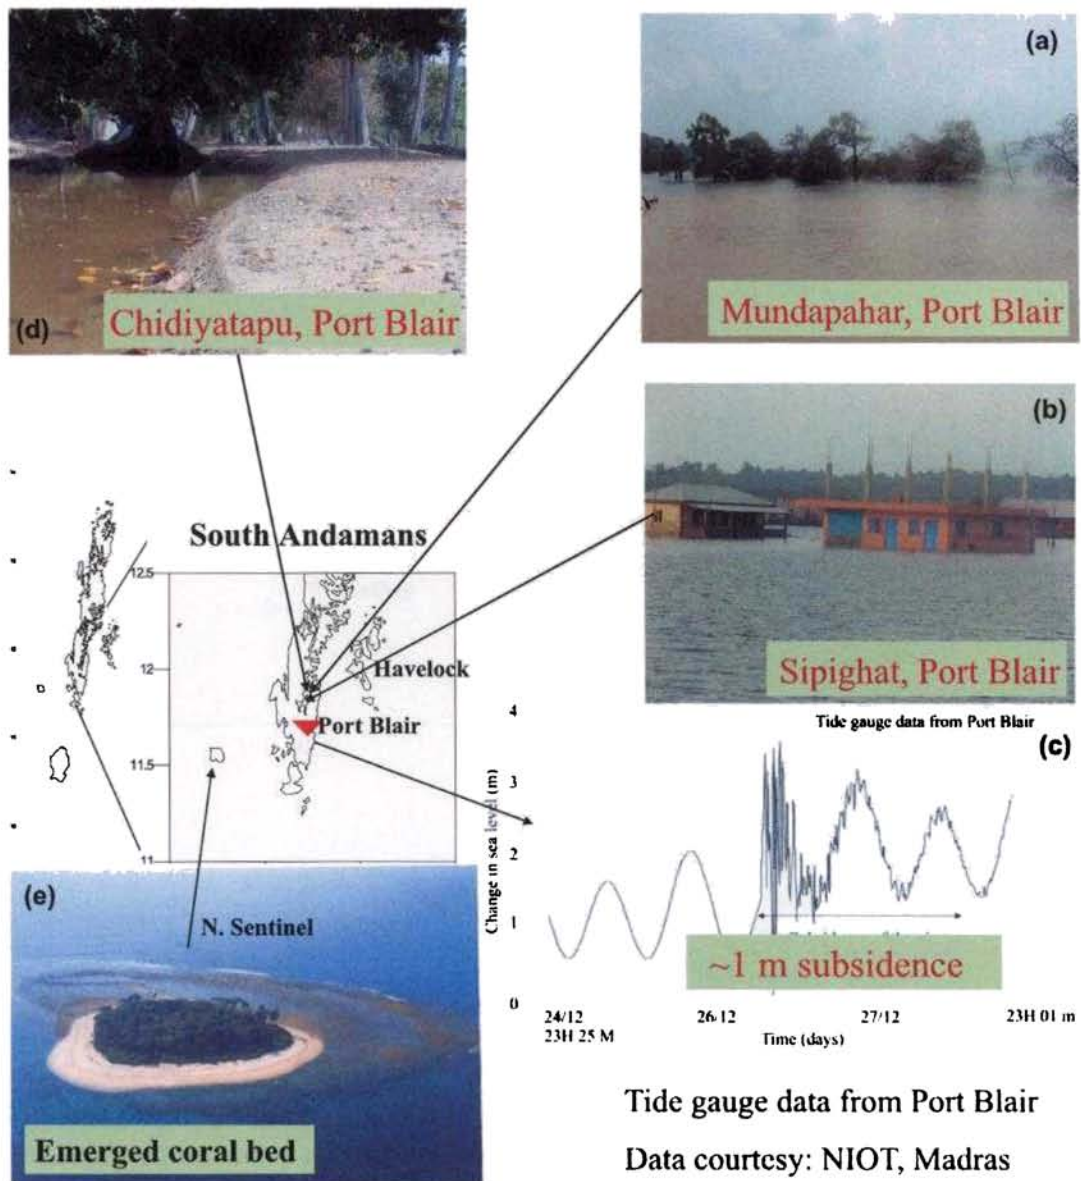 (a)
Mundapahar, Port Blair
(d)
Chidiyatapu, Port Blair
(b)
Sipighat, Port Blair
South Andamans
12.5
12
11.5
11
Havelock
Port Blair
Tide gauge data from Port Blair
(c)
Change in sea level (m)
4
3
2
1
0
~1 m subsidence
24/12
23H 25 M
26/12
27/12
23H 01 m
Time (days)
(e)
N. Sentinel
Emerged coral bed
Tide gauge data from Port Blair
Data courtesy: NIOT, Madras